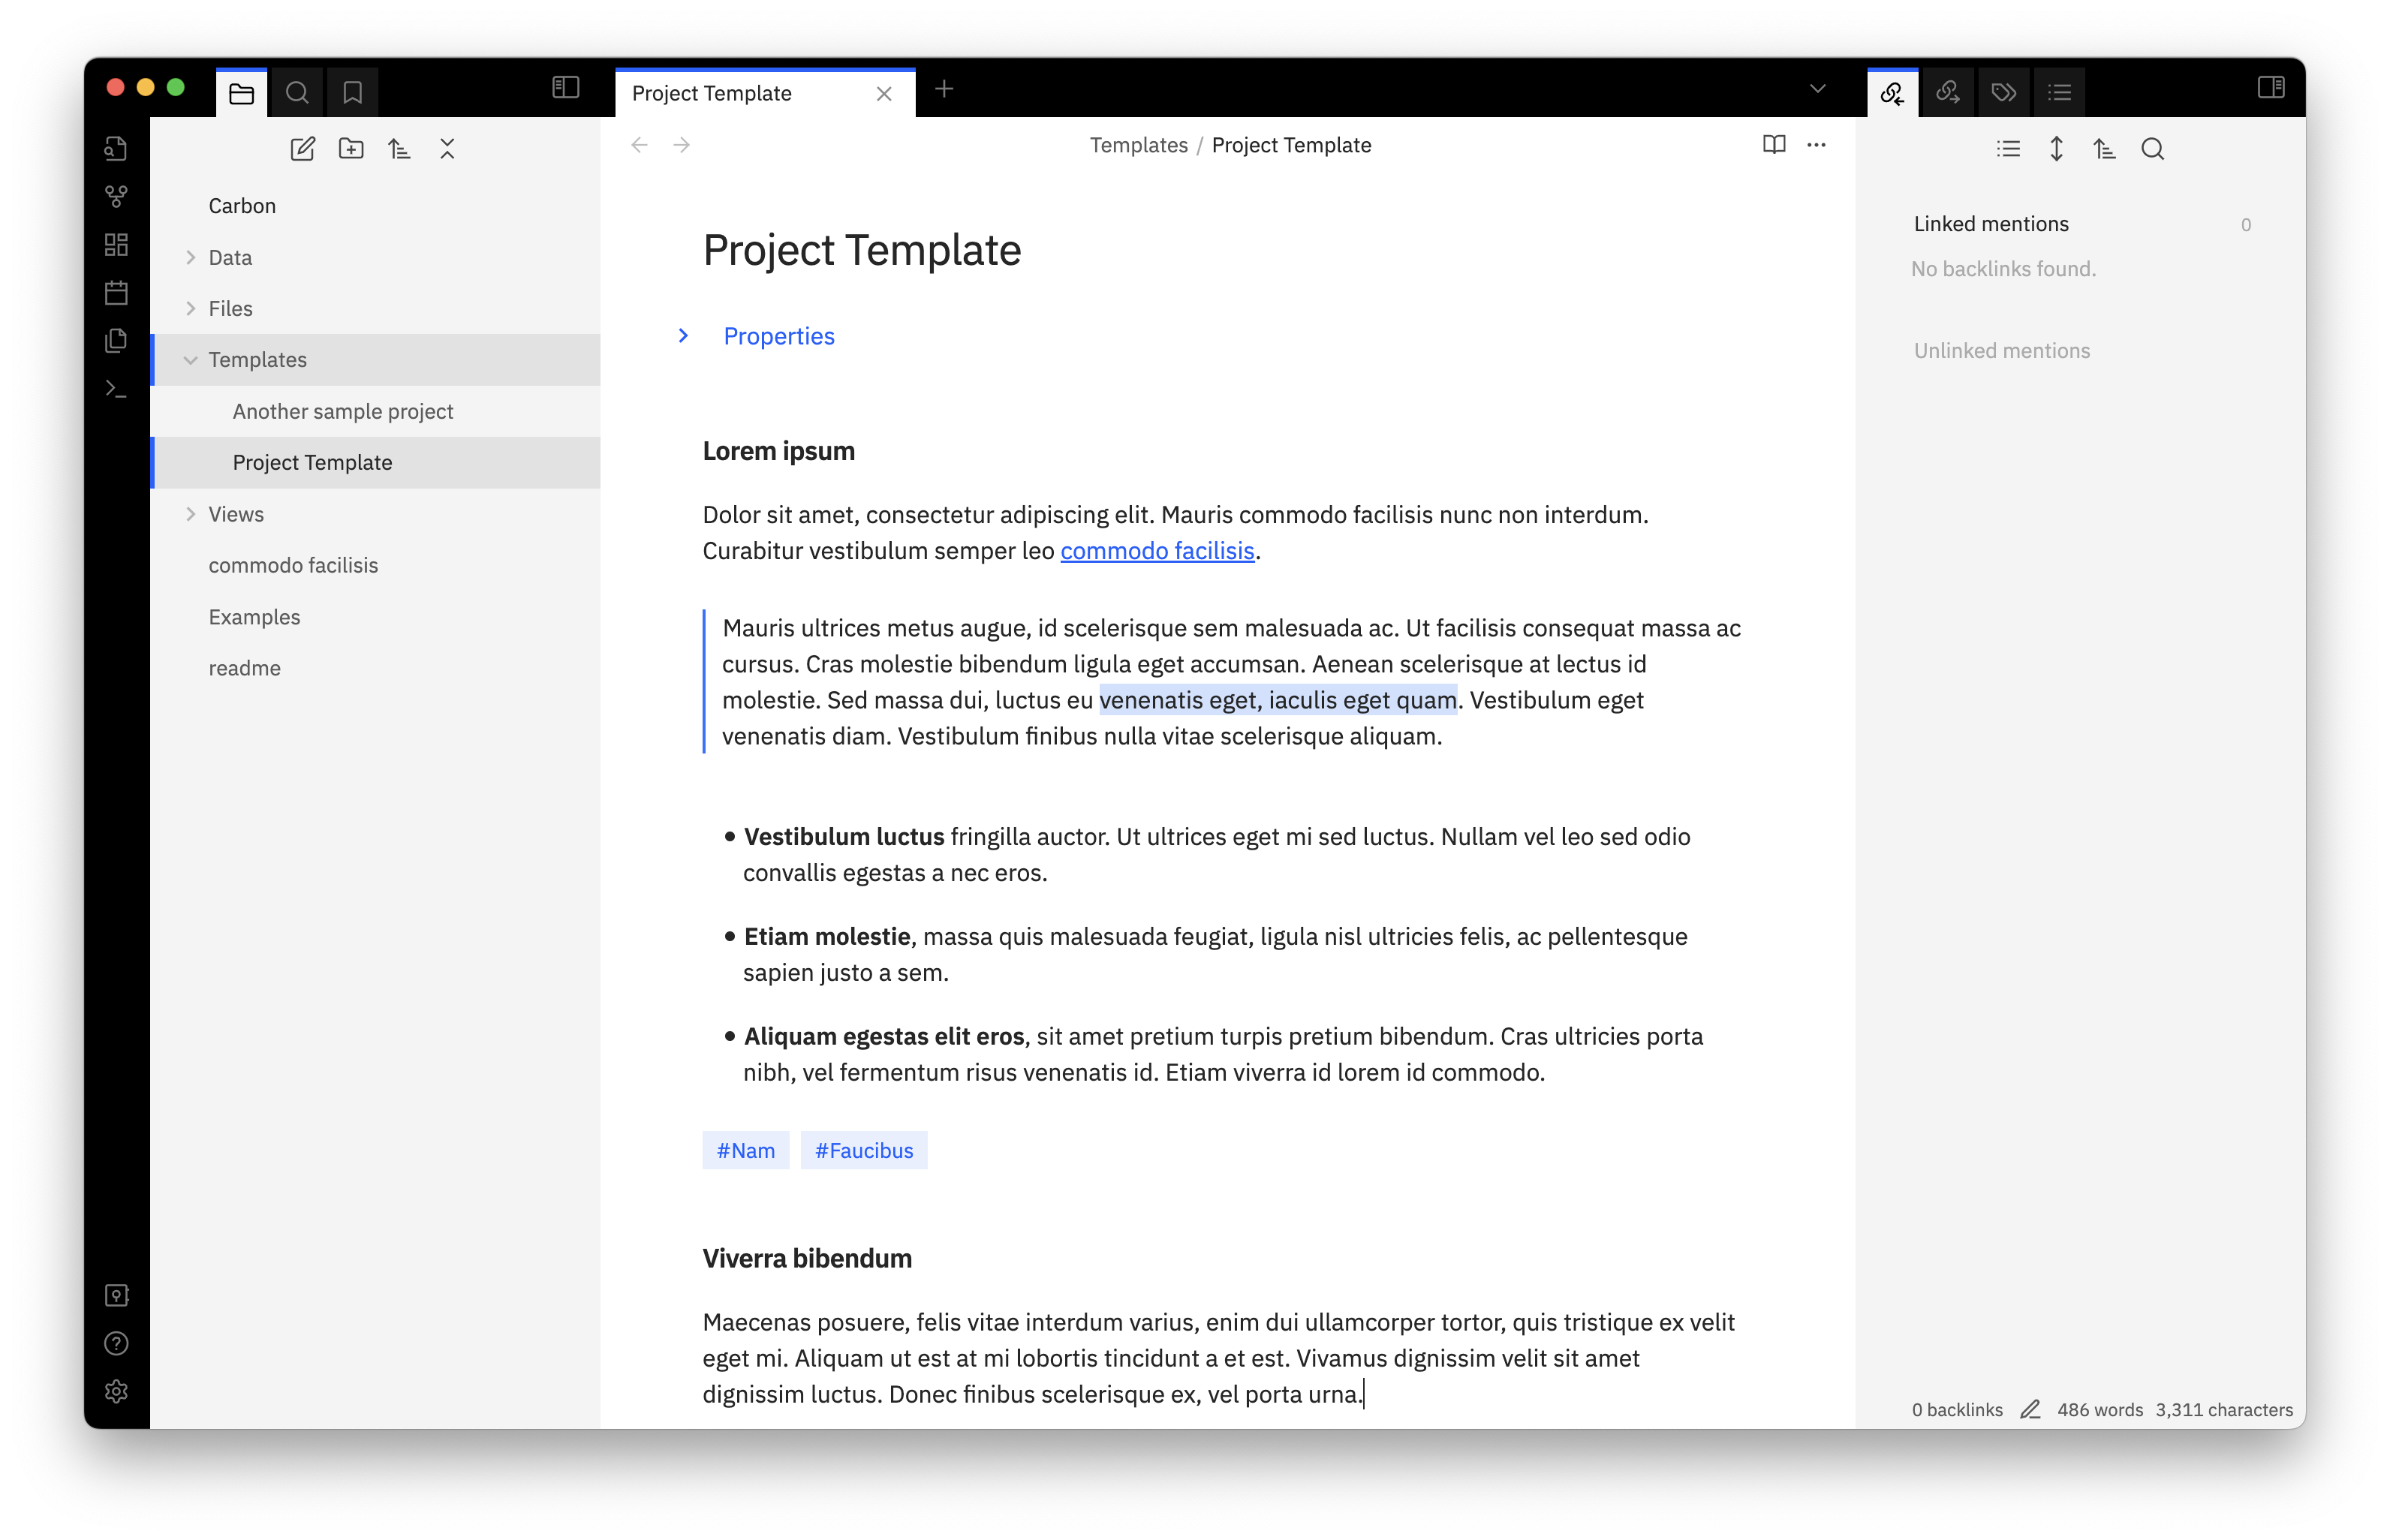 Project Template
Templates / Project Template
Carbon
Data
Files
Templates
Another sample project
Project Template
Views
commodo facilisis
Examples
readme
Project Template
Properties
Lorem ipsum
Dolor sit amet, consectetur adipiscing elit. Mauris commodo facilisis nunc non interdum.
Curabitur vestibulum semper leo commodo facilisis.
Mauris ultrices metus augue, id scelerisque sem malesuada ac. Ut facilisis consequat massa ac
cursus. Cras molestie bibendum ligula eget accumsan. Aenean scelerisque at lectus id
molestie. Sed massa dui, luctus eu venenatis eget, iaculis eget quam. Vestibulum eget
venenatis diam. Vestibulum finibus nulla vitae scelerisque aliquam.
Vestibulum luctus fringilla auctor. Ut ultrices eget mi sed luctus. Nullam vel leo sed odio
convallis egestas a nec eros.
Etiam molestie, massa quis malesuada feugiat, ligula nisl ultricies felis, ac pellentesque
sapien justo a sem.
Aliquam egestas elit eros, sit amet pretium turpis pretium bibendum. Cras ultricies porta
nibh, vel fermentum risus venenatis id. Etiam viverra id lorem id commodo.
#Nam #Faucibus
Viverra bibendum
Maecenas posuere, felis vitae interdum varius, enim dui ullamcorper tortor, quis tristique ex velit
eget mi. Aliquam ut est at mi lobortis tincidunt a et est. Vivamus dignissim velit sit amet
dignissim luctus. Donec finibus scelerisque ex, vel porta urna.
Linked mentions 0
No backlinks found.
Unlinked mentions
0 backlinks 486 words 3,311 characters